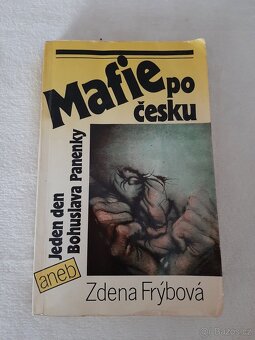 Mafie po
česku
aneb
Jeden den
Bohuslava Panenky
Zdena Frýbová